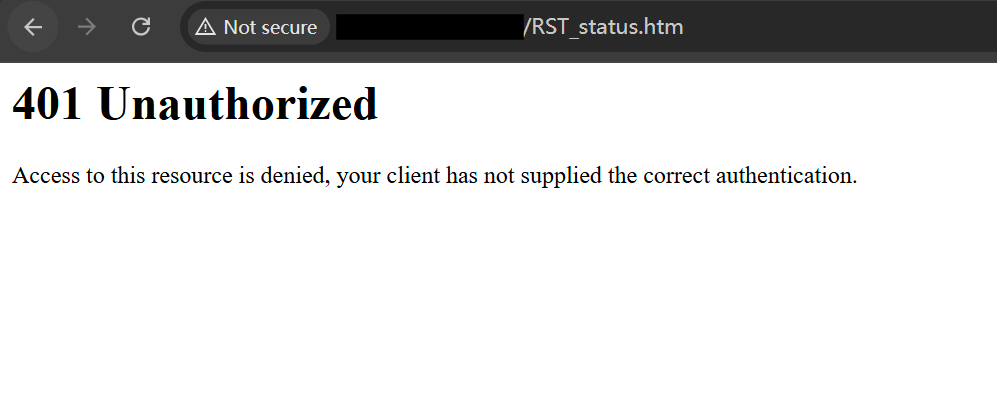 Not secure /RST_status.htm
401 Unauthorized
Access to this resource is denied, your client has not supplied the correct authentication.